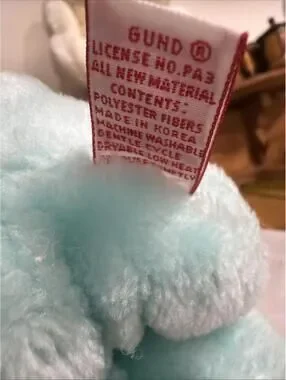 GUND ®
LICENSE NO. PA3
ALL NEW MATERIAL
CONTENTS:
POLYESTER FIBERS
MADE IN KOREA
MACHINE WASHABLE
GENTLE CYCLE
DRYABLE LOW HEAT